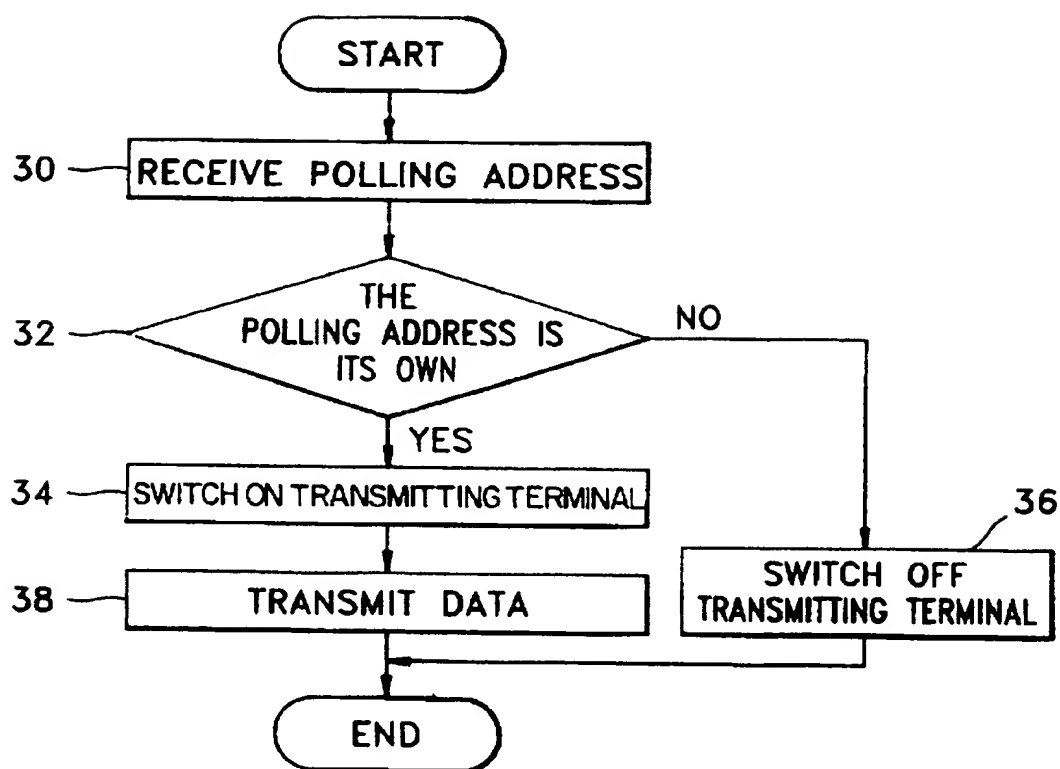 START
30
RECEIVE POLLING ADDRESS
32
THE
POLLING ADDRESS IS
ITS OWN
NO
YES
34
SWITCH ON TRANSMITTING TERMINAL
36
SWITCH OFF
TRANSMITTING TERMINAL
38
TRANSMIT DATA
END